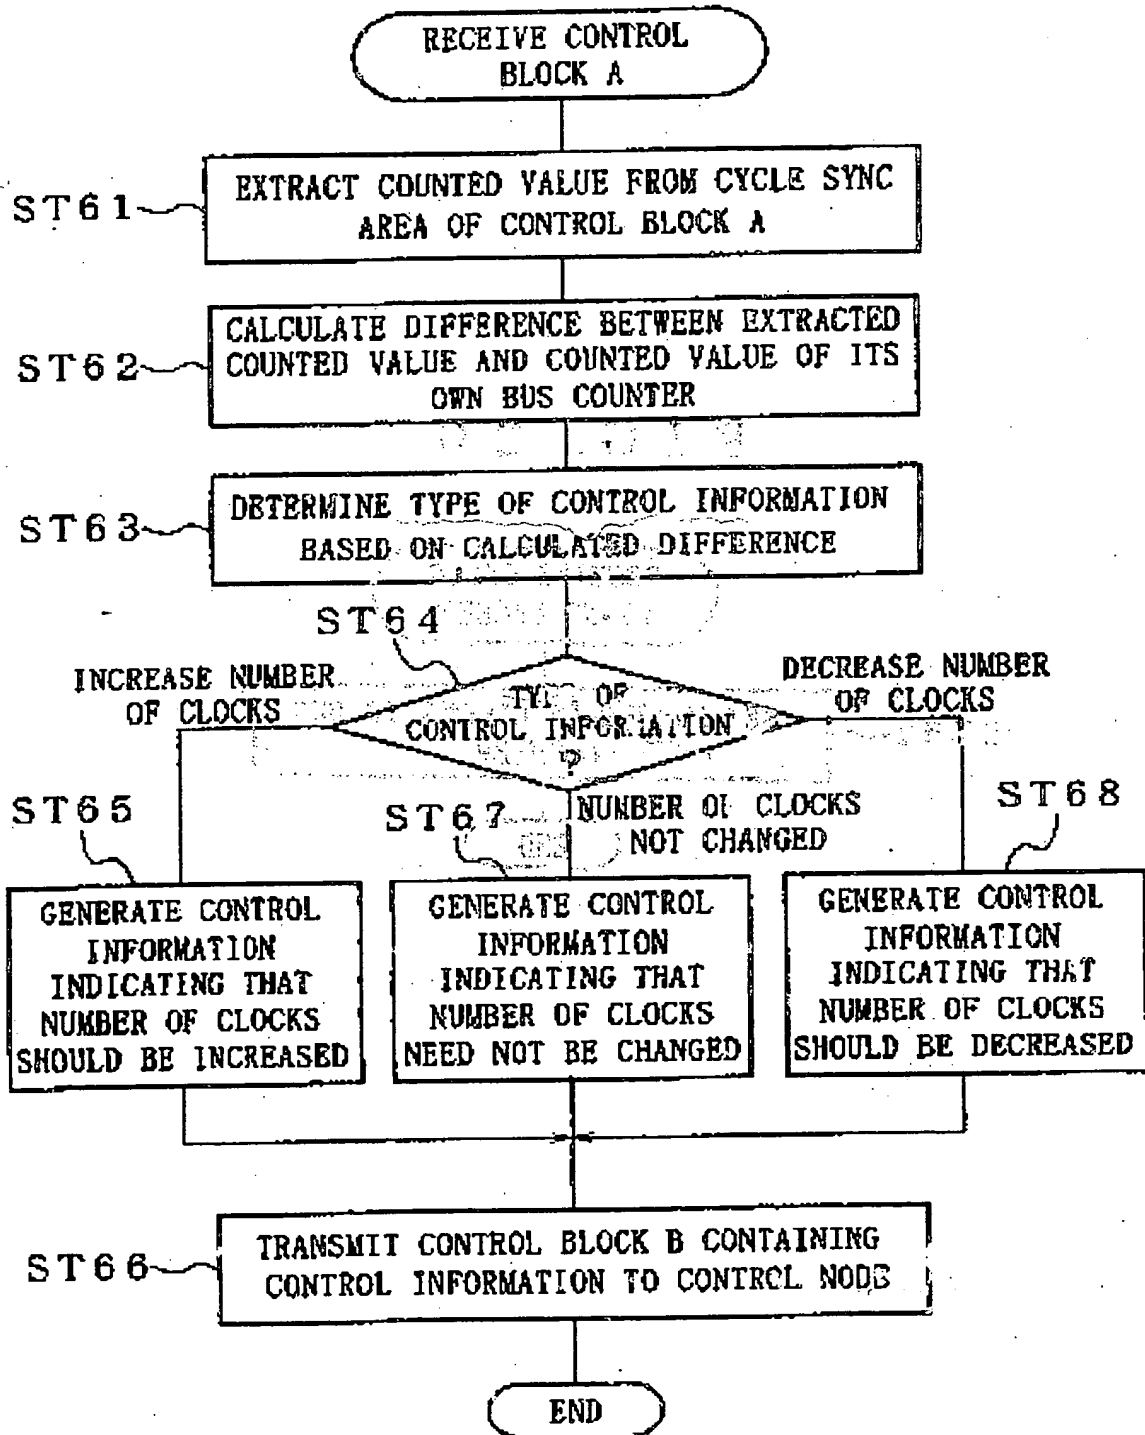 RECEIVE CONTROL
BLOCK A
ST61
EXTRACT COUNTED VALUE FROM CYCLE SYNC
AREA OF CONTROL BLOCK A
ST62
CALCULATE DIFFERENCE BETWEEN EXTRACTED
COUNTED VALUE AND COUNTED VALUE OF ITS
OWN BUS COUNTER
ST63
DETERMINE TYPE OF CONTROL INFORMATION
BASED ON CALCULATED DIFFERENCE
ST64
INCREASE NUMBER
OF CLOCKS
TYPE OF
CONTROL INFORMATION
?
DECREASE NUMBER
OF CLOCKS
ST65
ST67
NUMBER OF CLOCKS
NOT CHANGED
ST68
GENERATE CONTROL
INFORMATION
INDICATING THAT
NUMBER OF CLOCKS
SHOULD BE INCREASED
GENERATE CONTROL
INFORMATION
INDICATING THAT
NUMBER OF CLOCKS
NEED NOT BE CHANGED
GENERATE CONTROL
INFORMATION
INDICATING THAT
NUMBER OF CLOCKS
SHOULD BE DECREASED
ST66
TRANSMIT CONTROL BLOCK B CONTAINING
CONTROL INFORMATION TO CONTROL NODE
END